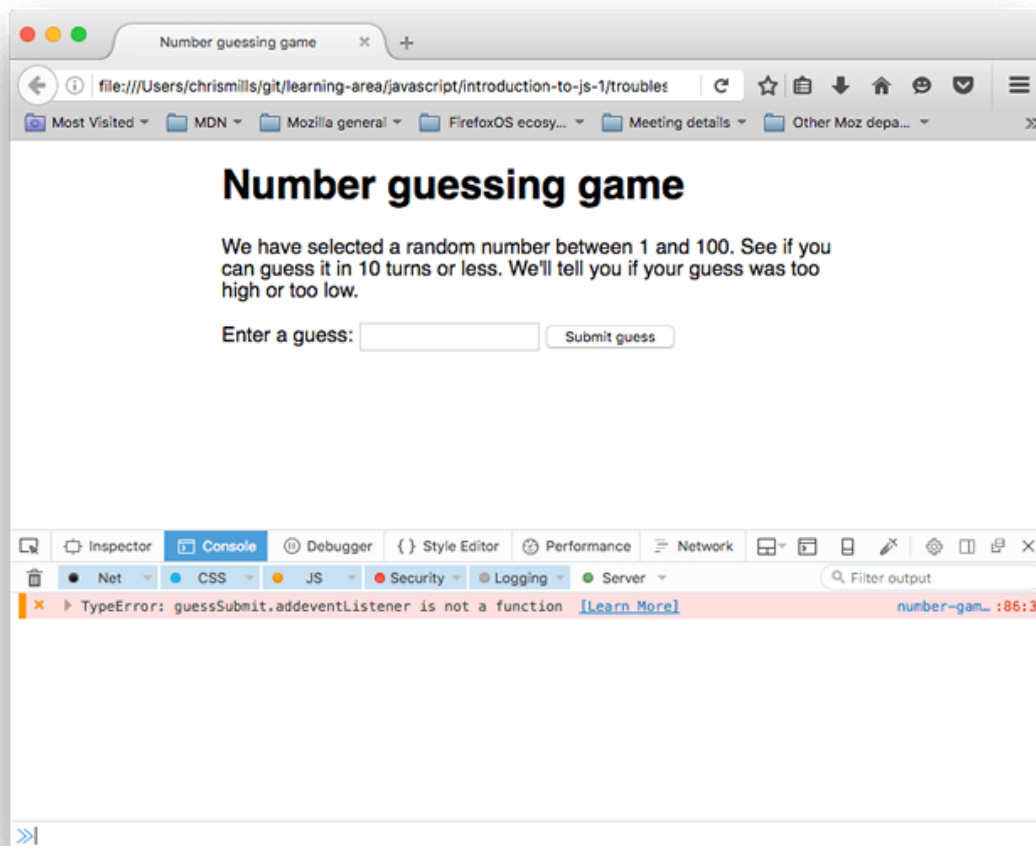 Number guessing game
file:///Users/chrismills/git/learning-area/javascript/introduction-to-js-1/troubles
Most Visited MDN Mozilla general FirefoxOS ecosy... Meeting details Other Moz depa...
Number guessing game
We have selected a random number between 1 and 100. See if you
can guess it in 10 turns or less. We'll tell you if your guess was too
high or too low.
Enter a guess: Submit guess
Inspector Console Debugger { } Style Editor Performance Network
Net CSS JS Security Logging Server Filter output
TypeError: guessSubmit.addeventListener is not a function [Learn More] number-gam… :86:3